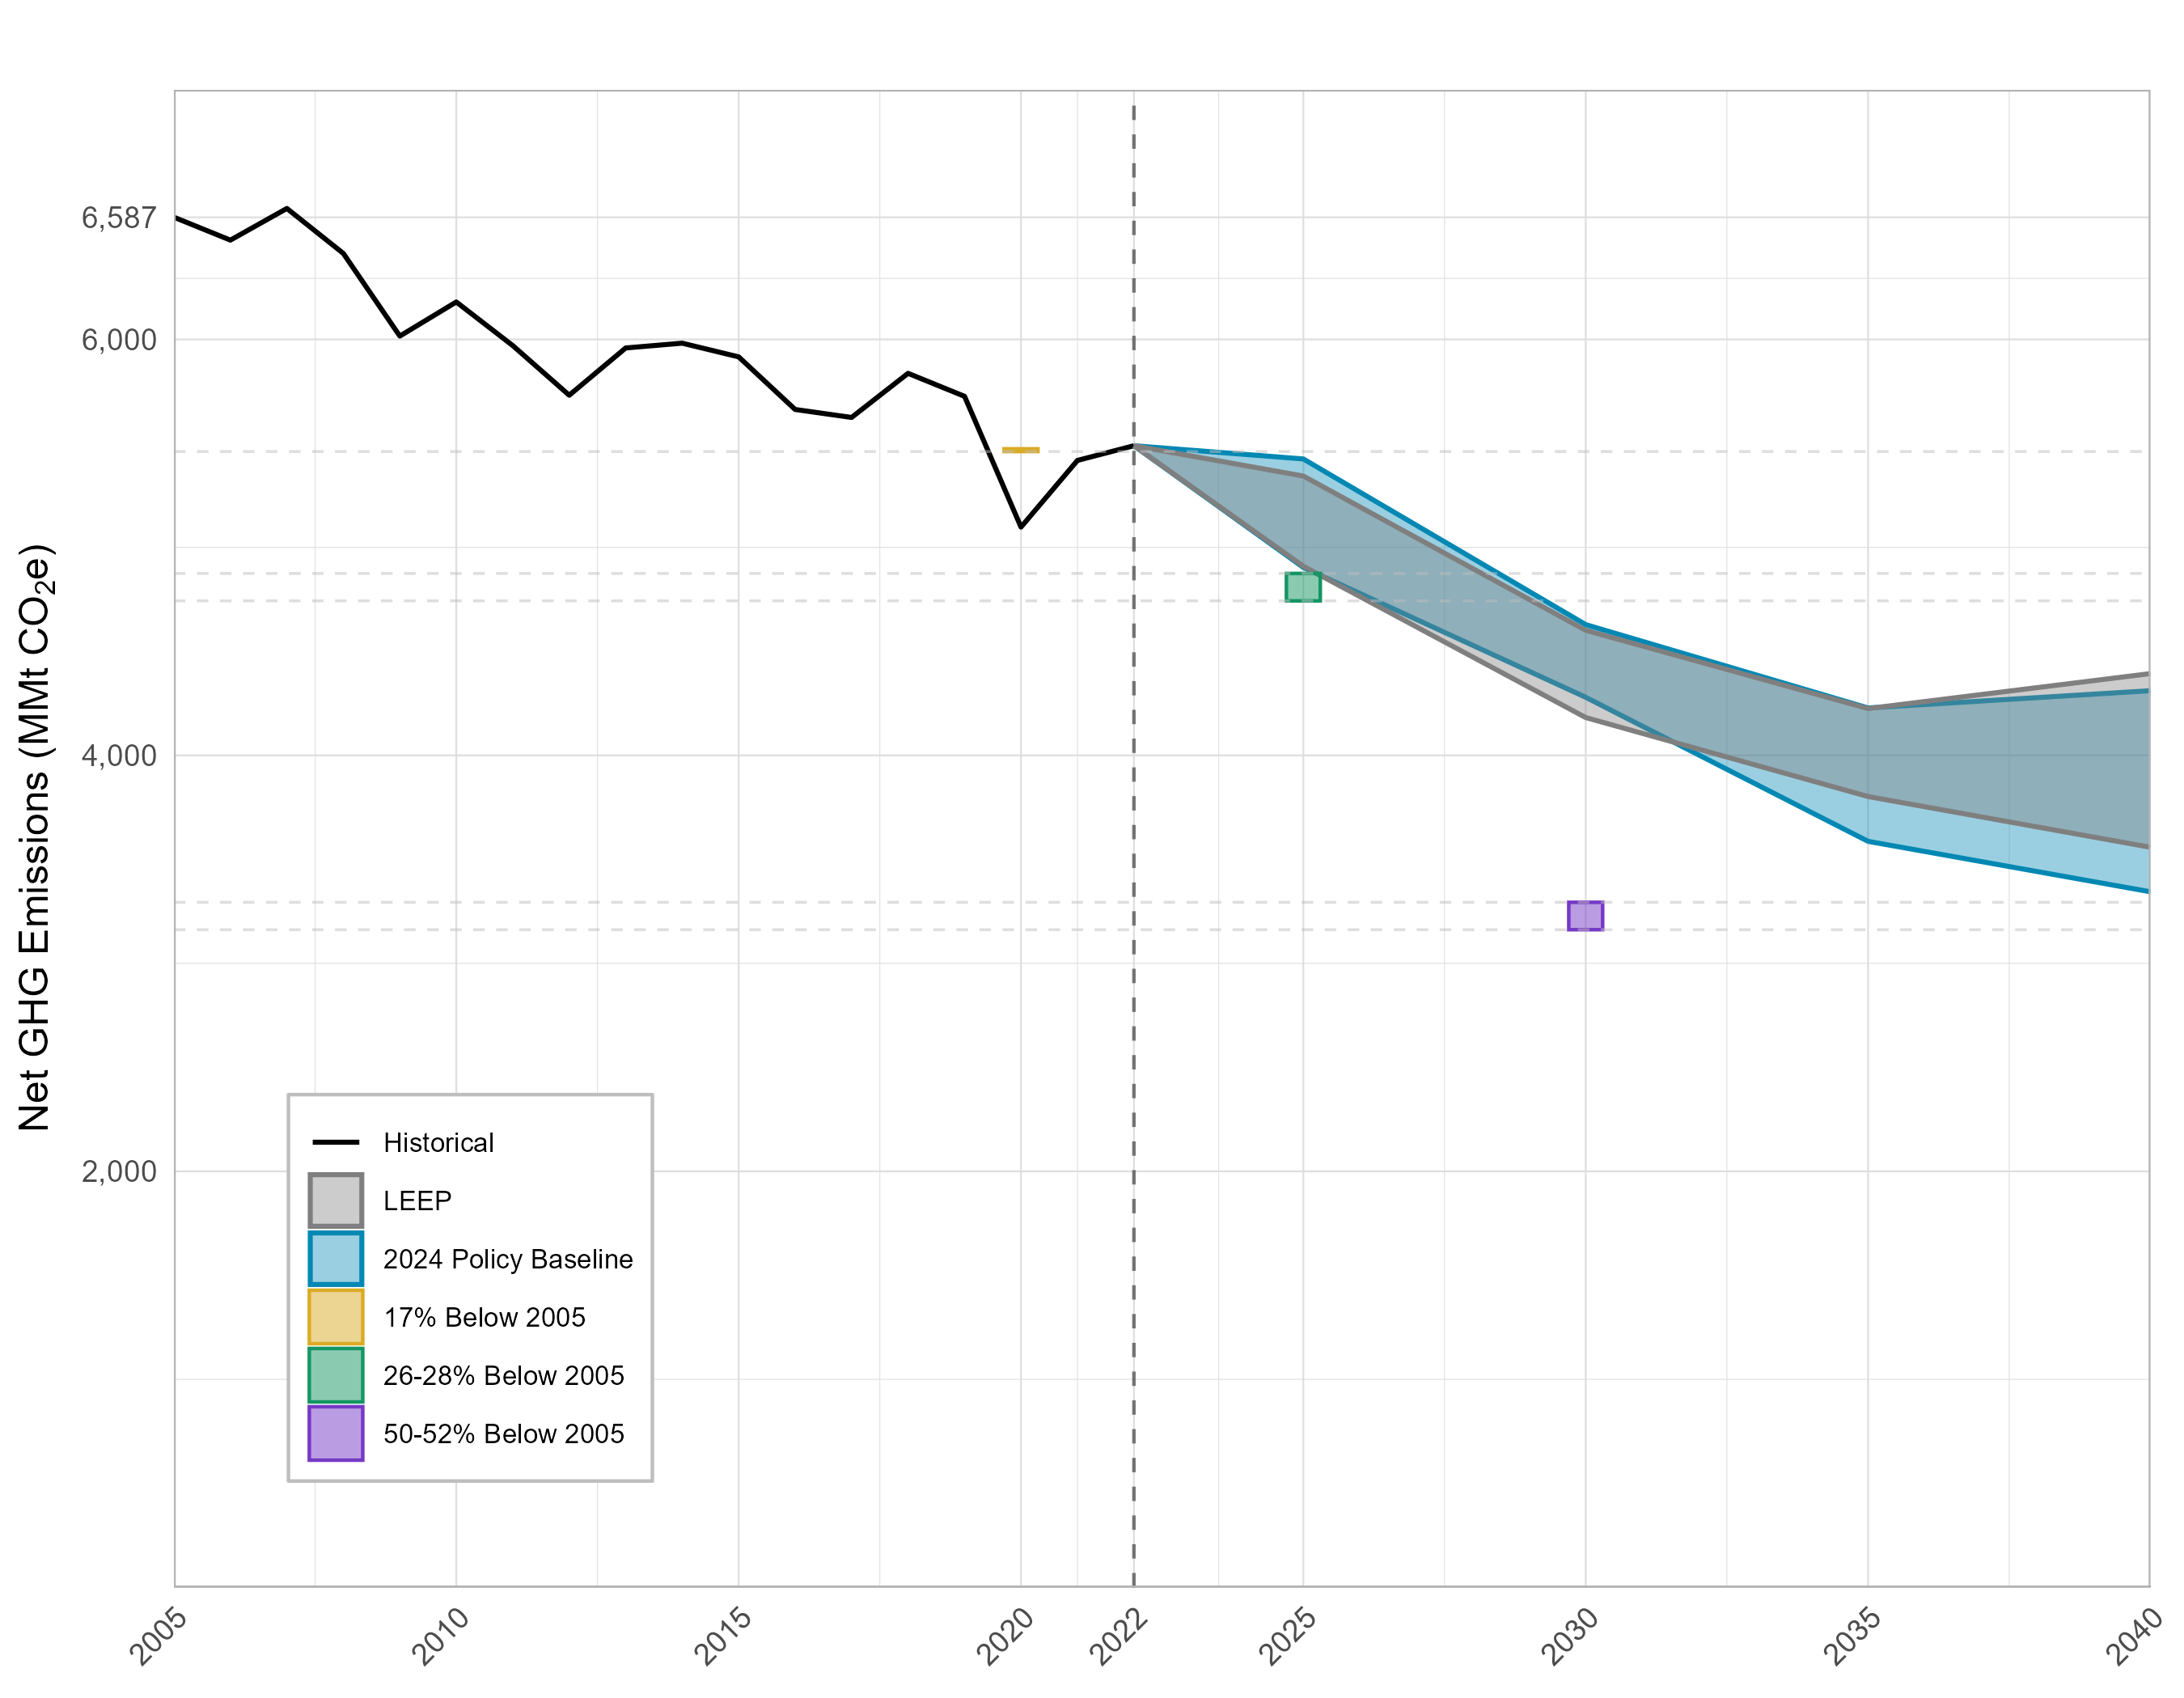 Net GHG Emissions (MMt CO₂e)
6,587
6,000
4,000
2,000
Historical
LEEP
2024 Policy Baseline
17% Below 2005
26-28% Below 2005
50-52% Below 2005
2005
2010
2015
2020
2022
2025
2030
2035
2040